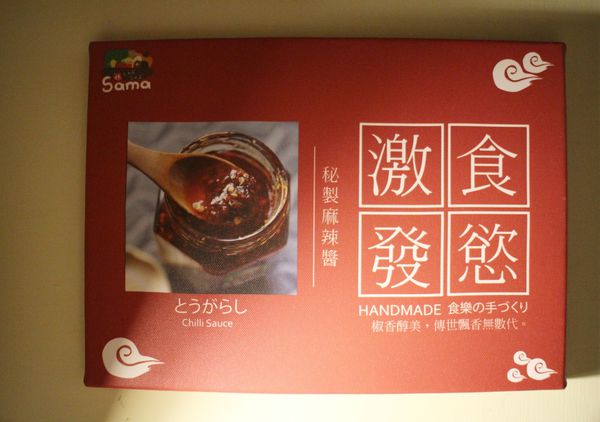 Sama
激食
發慾
秘製麻辣醬
HANDMADE 食樂の手づくり
椒香醇美，傳世飄香無數代。
とうがらし
Chilli Sauce